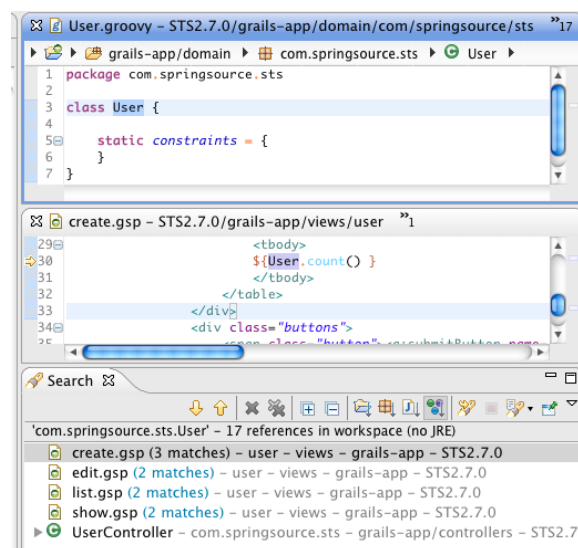 User.groovy – STS2.7.0/grails-app/domain/com/springsource/sts »17
grails-app/domain com.springsource.sts User
1 package com.springsource.sts
2
3 class User {
4
5 static constraints = {
6 }
7 }
create.gsp – STS2.7.0/grails-app/views/user »1
29 <tbody>
30 ${User.count() }
31 </tbody>
32 </table>
33 </div>
34 <div class="buttons">
35 <span class="button"><g:submitButton name
Search
'com.springsource.sts.User' – 17 references in workspace (no JRE)
create.gsp (3 matches) – user – views – grails-app – STS2.7.0
edit.gsp (2 matches) – user – views – grails-app – STS2.7.0
list.gsp (2 matches) – user – views – grails-app – STS2.7.0
show.gsp (2 matches) – user – views – grails-app – STS2.7.0
UserController – com.springsource.sts – grails-app/controllers – STS2.7